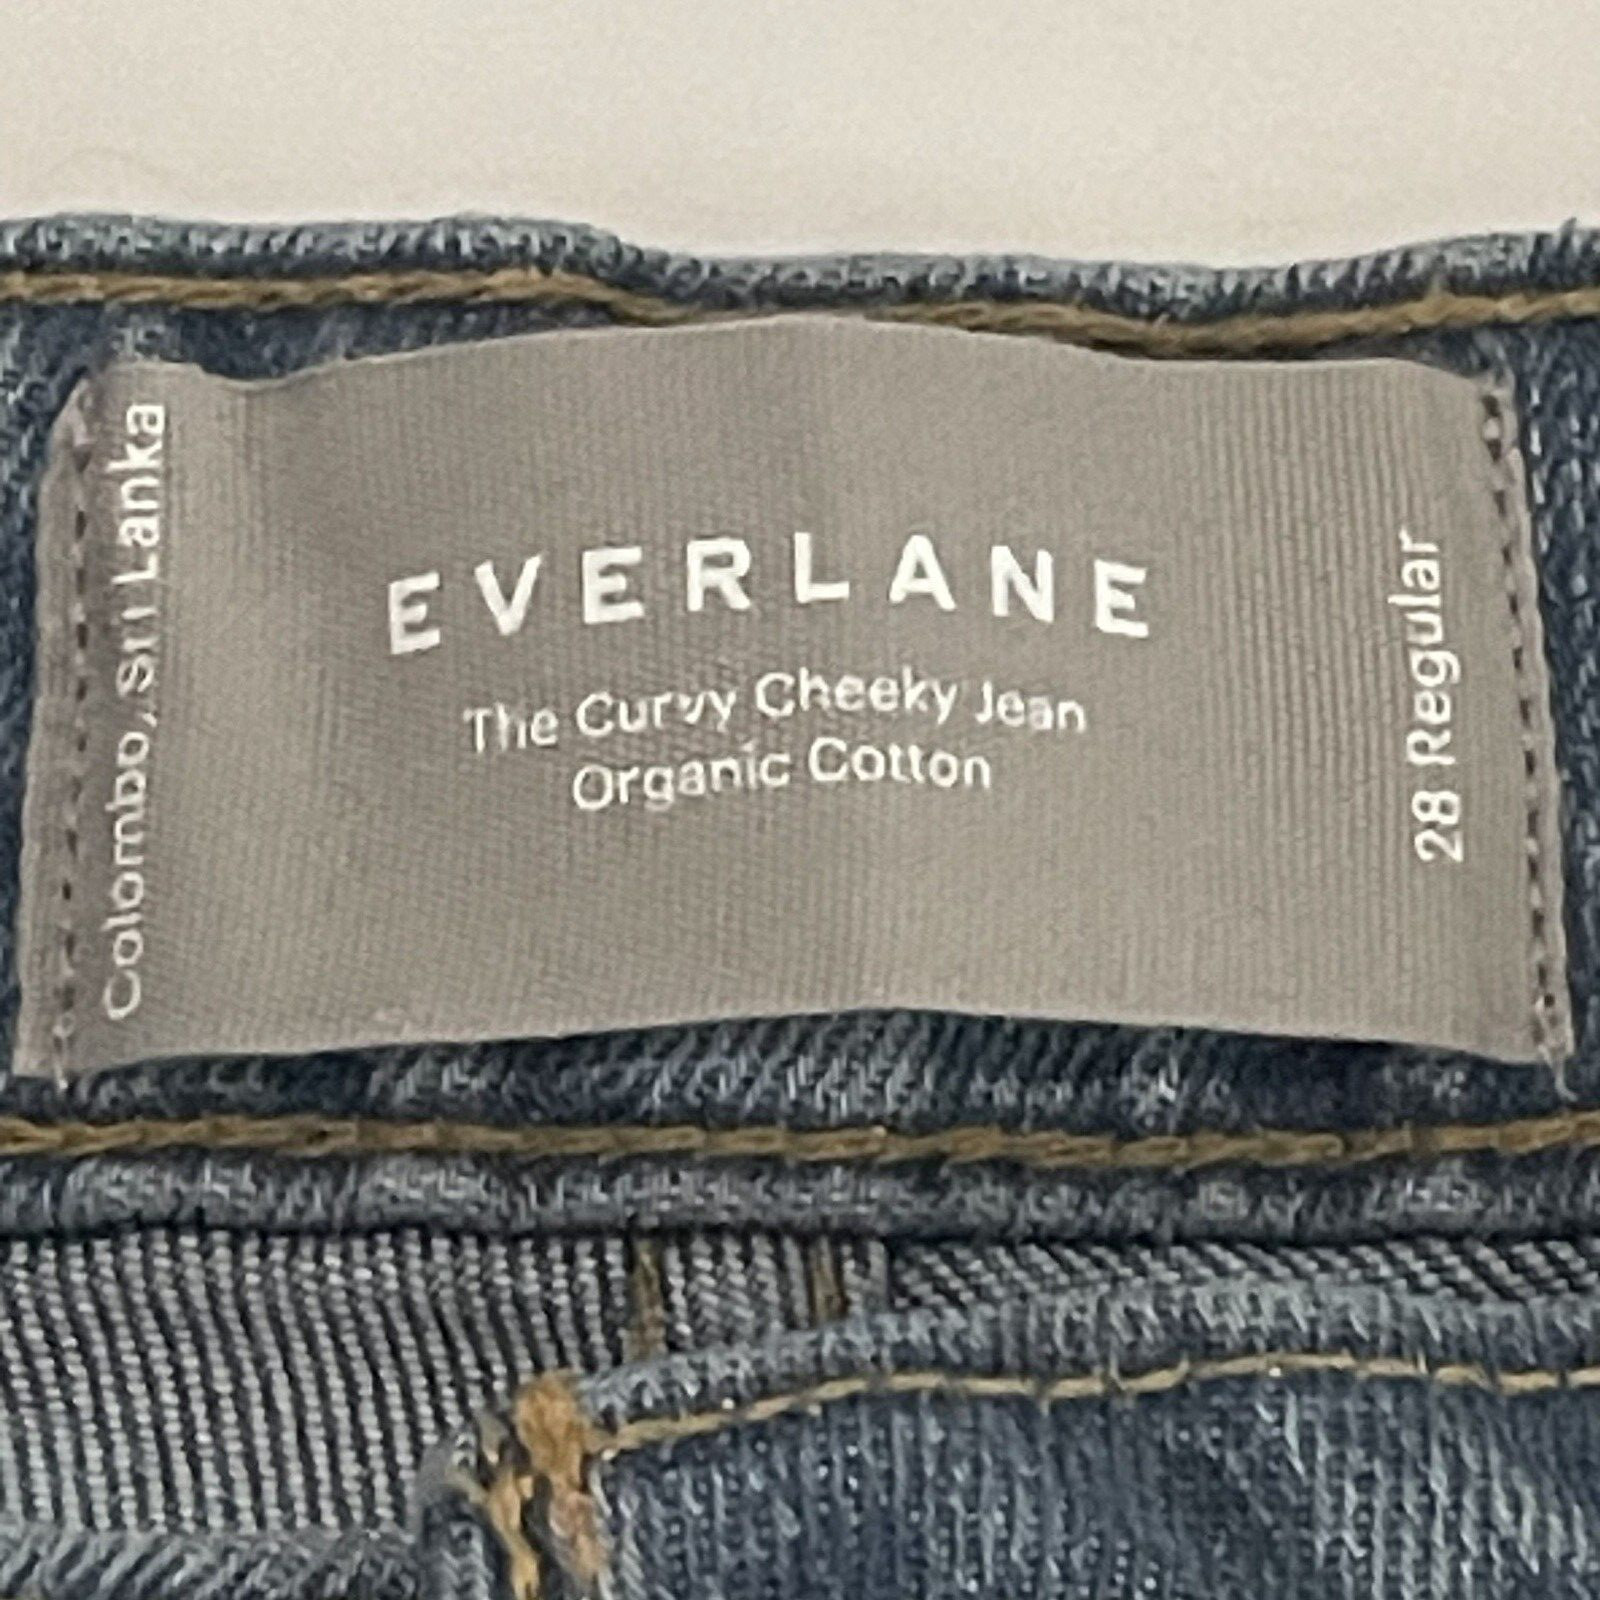 EVERLANE
The Curvy Cheeky Jean
Organic Cotton
Colombo, Sri Lanka
28 Regular